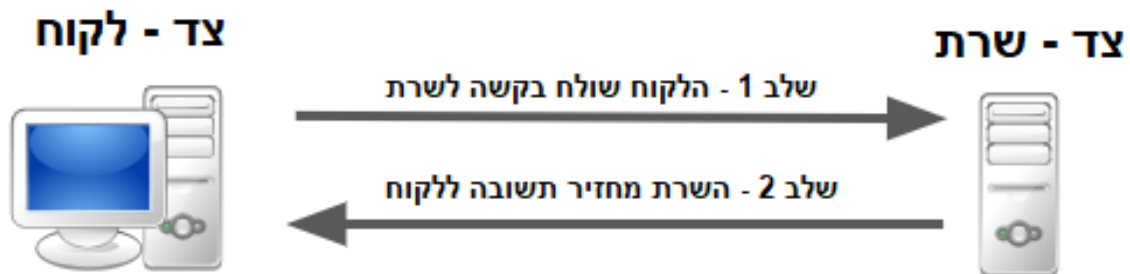 צד - לקוח
צד - שרת
שלב 1 - הלקוח שולח בקשה לשרת
שלב 2 - השרת מחזיר תשובה ללקוח